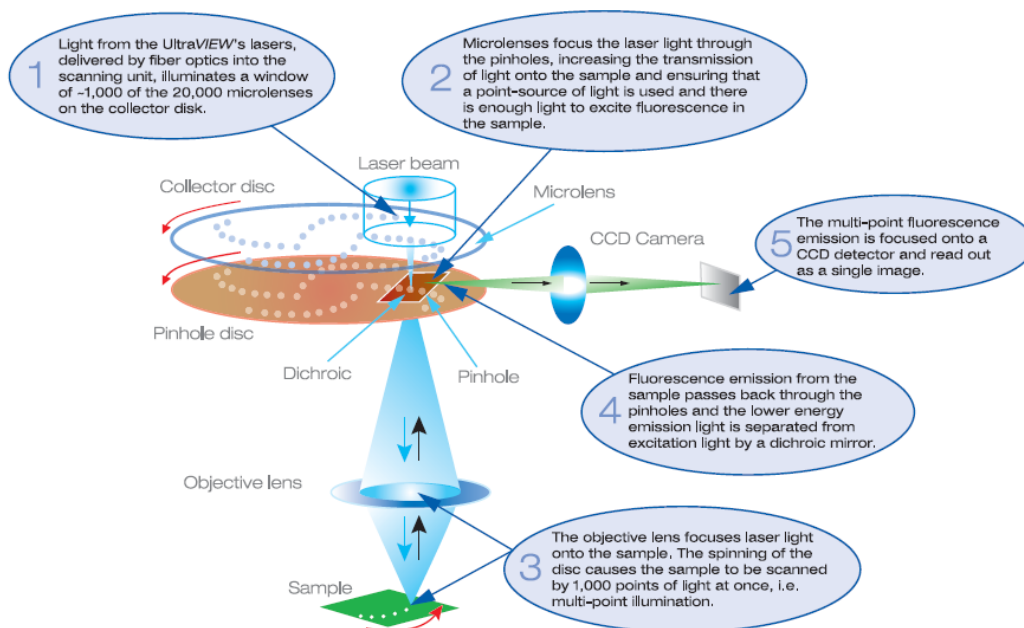 1
Light from the UltraVIEW's lasers,
delivered by fiber optics into the
scanning unit, illuminates a window
of ~1,000 of the 20,000 microlenses
on the collector disk.
2
Microlenses focus the laser light through
the pinholes, increasing the transmission
of light onto the sample and ensuring that
a point-source of light is used and there
is enough light to excite fluorescence in
the sample.
Laser beam
Collector disc
Microlens
CCD Camera
5
The multi-point fluorescence
emission is focused onto a
CCD detector and read out
as a single image.
Pinhole disc
Dichroic
Pinhole
4
Fluorescence emission from the
sample passes back through the
pinholes and the lower energy
emission light is separated from
excitation light by a dichroic mirror.
Objective lens
3
The objective lens focuses laser light
onto the sample. The spinning of the
disc causes the sample to be scanned
by 1,000 points of light at once, i.e.
multi-point illumination.
Sample